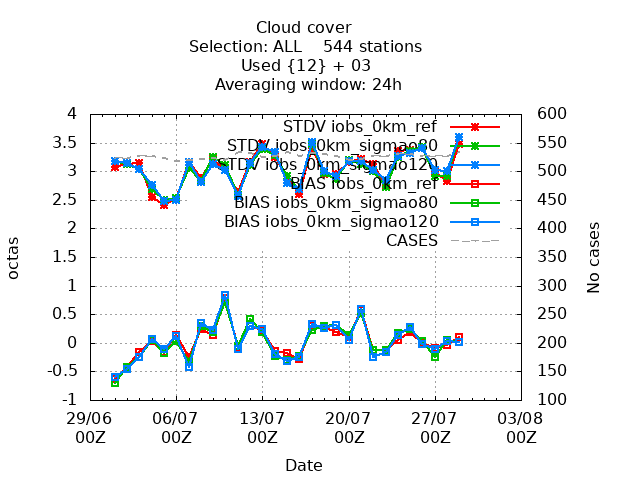 Cloud cover
Selection: ALL 544 stations
Used {12} + 03
Averaging window: 24h
4
3.5
3
2.5
2
1.5
1
0.5
0
-0.5
-1
octas
600
550
500
450
400
350
300
250
200
150
100
No cases
STDV iobs_0km_ref
STDV iobs_0km_sigmao80
STDV iobs_0km_sigmao120
BIAS iobs_0km_ref
BIAS iobs_0km_sigmao80
BIAS iobs_0km_sigmao120
CASES
29/06 06/07 13/07 20/07 27/07 03/08
00Z 00Z 00Z 00Z 00Z 00Z
Date